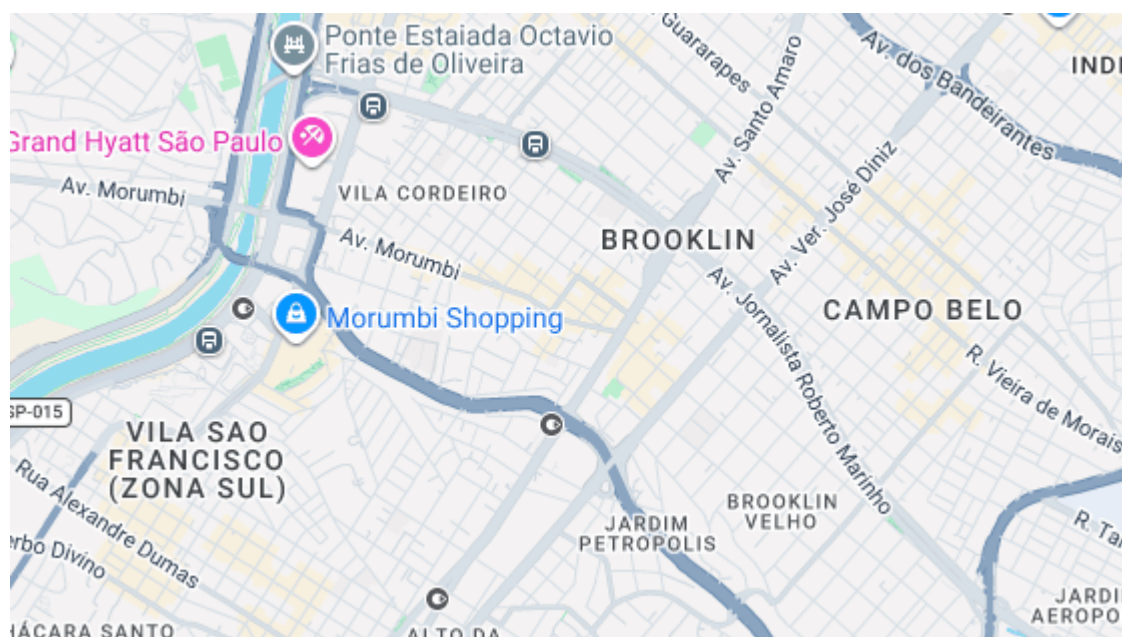 Ponte Estaiada Octavio
Frias de Oliveira
Guararapes
Av. dos Bandeirantes
INDI
Av. Santo Amaro
Grand Hyatt São Paulo
Av. Morumbi
VILA CORDEIRO
Av. Ver. José Diniz
BROOKLIN
Av. Morumbi
Morumbi Shopping
Av. Jornalista Roberto Marinho
CAMPO BELO
R. Vieira de Morais
SP-015
VILA SAO
FRANCISCO
(ZONA SUL)
Rua Alexandre Dumas
BROOKLIN
VELHO
JARDIM
PETROPOLIS
R. Ta
erbo Divino
JARDI
AEROPO
HÁCARA SANTO
ALTO DA